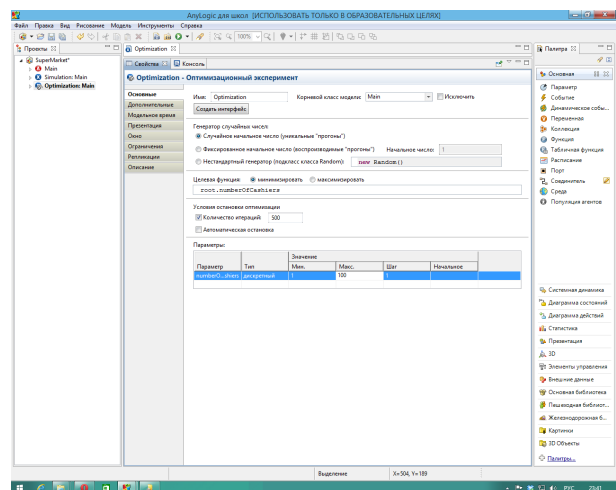 AnyLogic для школ [ИСПОЛЬЗОВАТЬ ТОЛЬКО В ОБРАЗОВАТЕЛЬНЫХ ЦЕЛЯХ]
Файл Правка Вид Рисование Модель Инструменты Справка
100%
Проекты
SuperMarket*
Main
Simulation: Main
Optimization: Main
Optimization
Свойства Консоль
Optimization - Оптимизационный эксперимент
Основные
Дополнительные
Модельное время
Презентация
Окно
Ограничения
Репликации
Описание
Имя: Optimization Корневой класс модели: Main Исключить
Создать интерфейс
Генератор случайных чисел:
Случайное начальное число (уникальные "прогоны")
Фиксированное начальное число (воспроизводимые "прогоны") Начальное число: 1
Нестандартный генератор (подкласс класса Random): new Random()
Целевая функция: минимизировать максимизировать
root.numberOfCashiers
Условия остановки оптимизации
Количество итераций: 500
Автоматическая остановка
Параметры:
Значение
Параметр Тип Мин. Макс. Шаг Начальное
numberO...shiers дискретный 1 100 1
Палитра
Основная
Параметр
Событие
Динамическое собы...
Переменная
Коллекция
Функция
Табличная функция
Расписание
Порт
Соединитель
Среда
Популяция агентов
Системная динамика
Диаграмма состояний
Диаграмма действий
Статистика
Презентация
3D
Элементы управления
Внешние данные
Основная библиотека
Пешеходная библиот...
Железнодорожная б...
Картинки
3D Объекты
Палитры...
Выделение X=504, Y=189
РУС 23:41